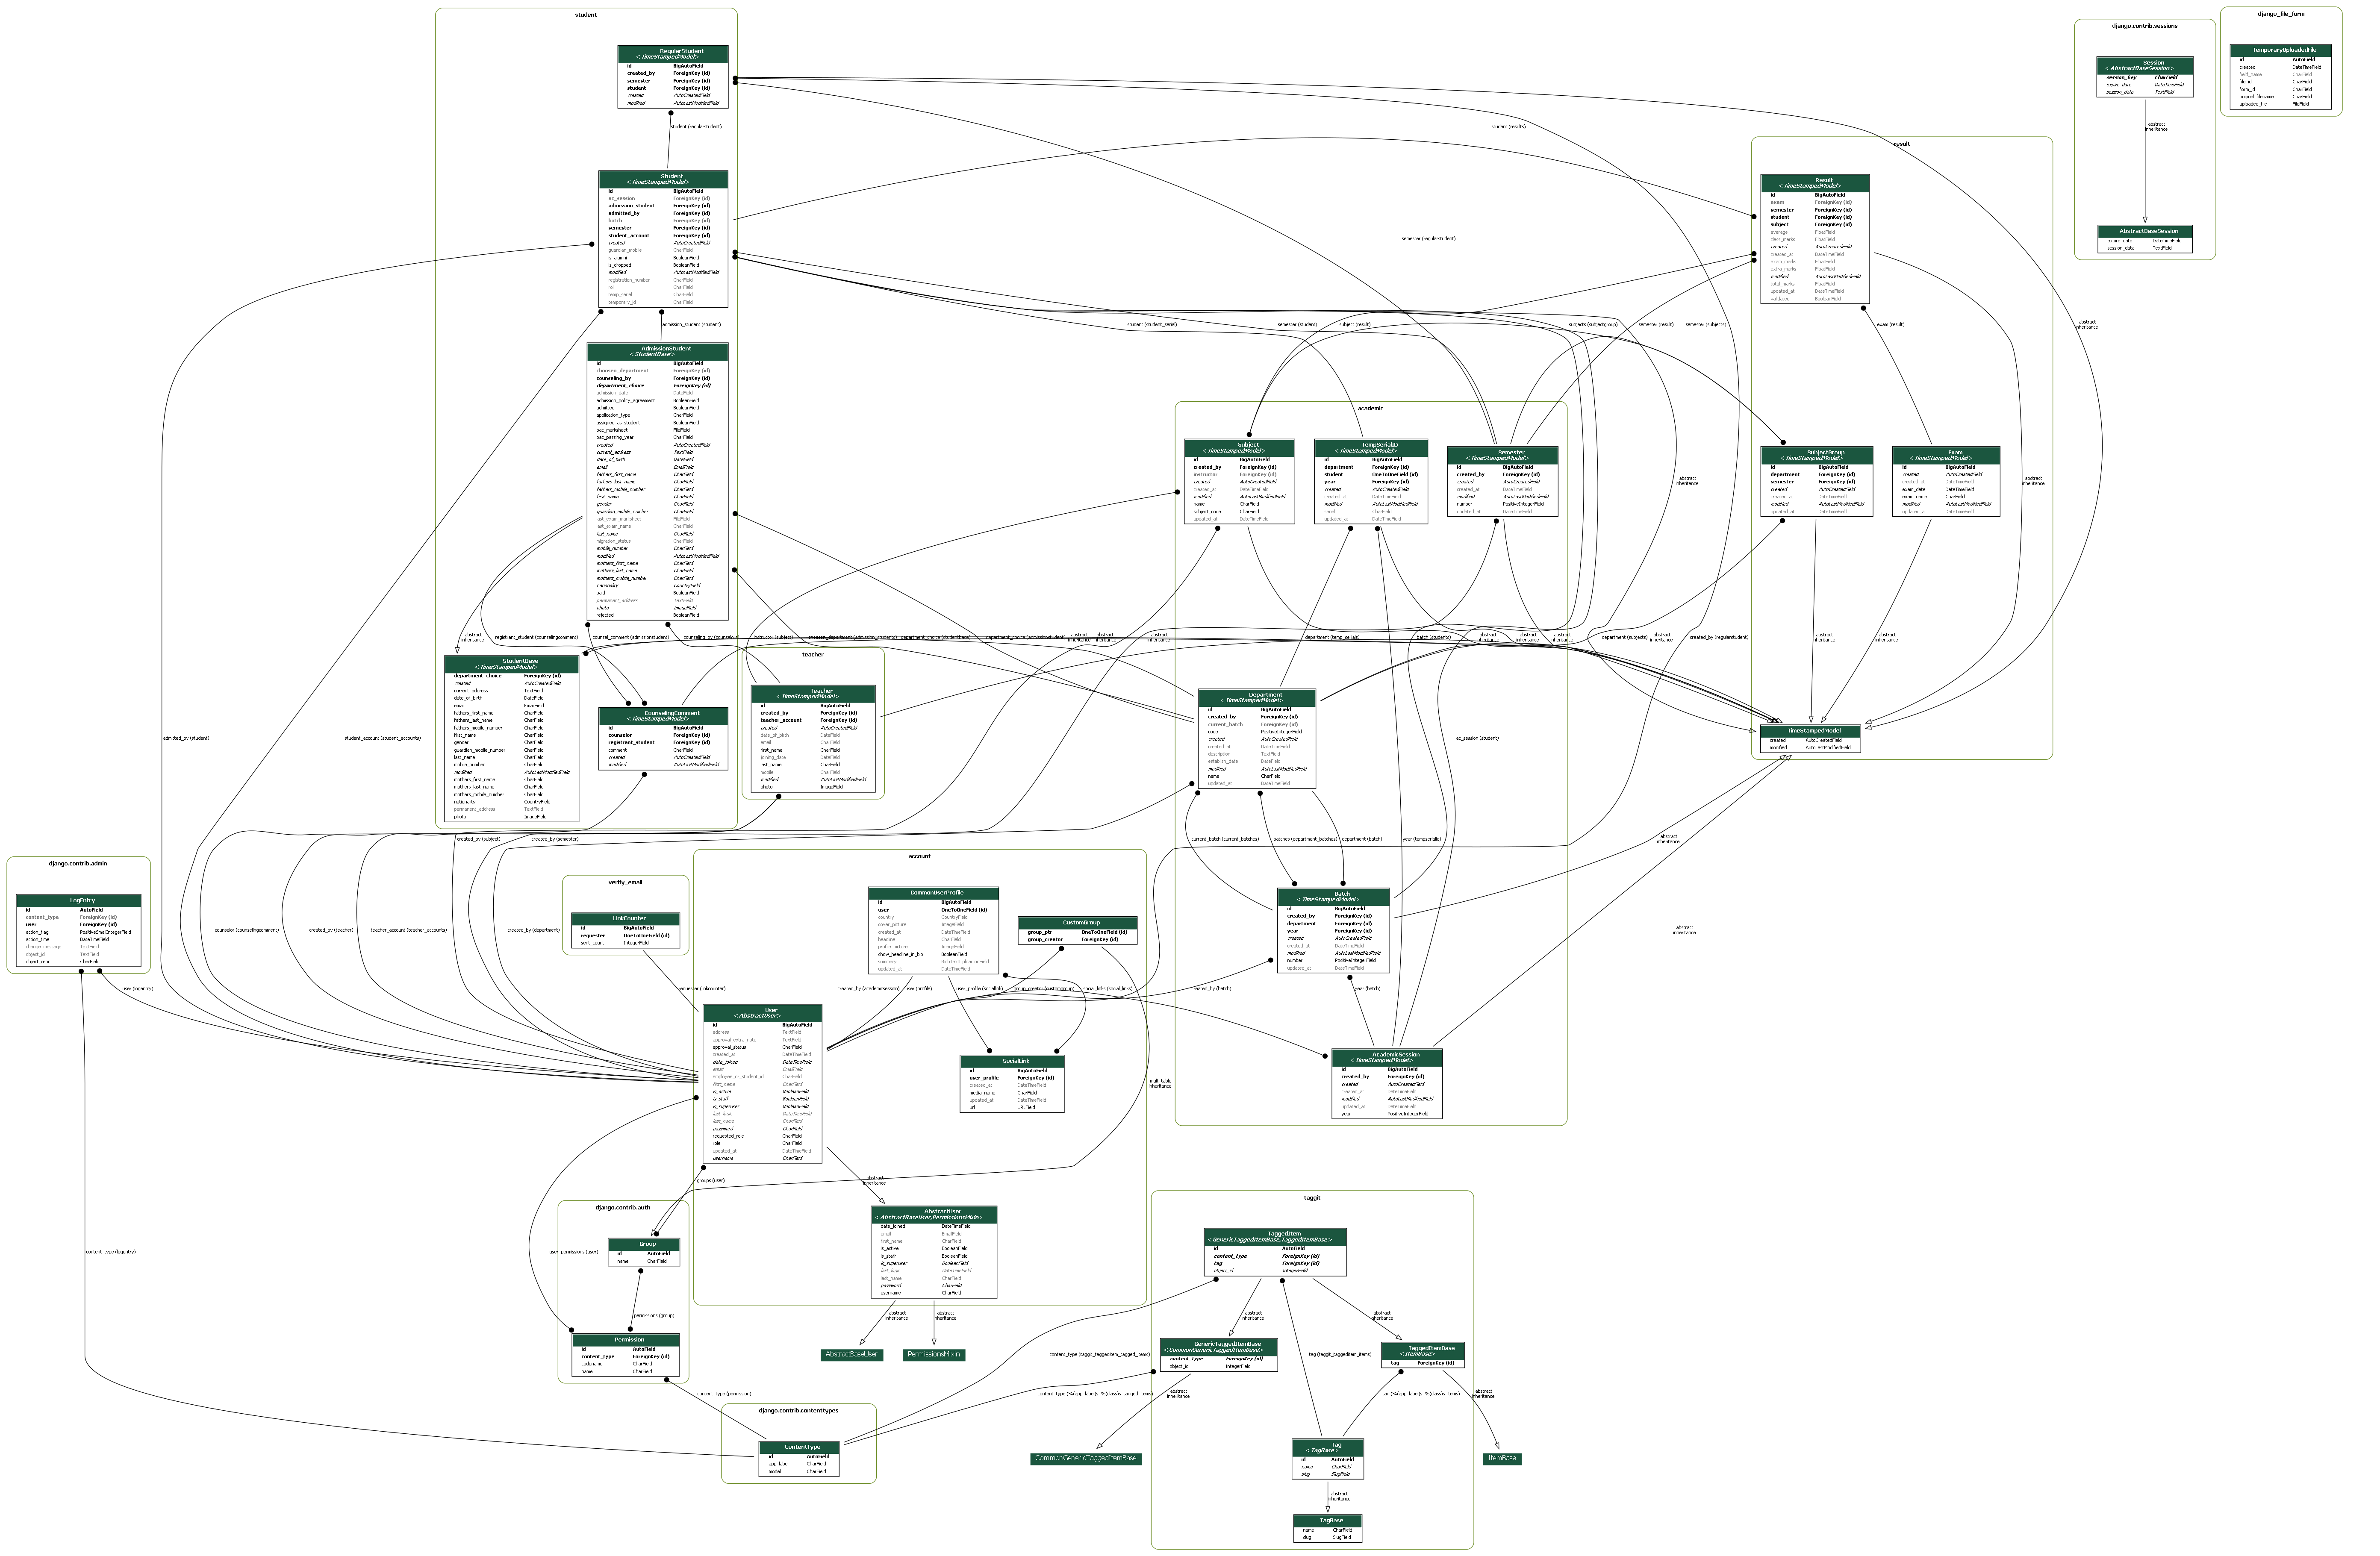 student
RegularStudent
<TimeStampedModel>
id BigAutoField
created_by ForeignKey (id)
semester ForeignKey (id)
student ForeignKey (id)
created AutoCreatedField
modified AutoLastModifiedField
student (regularstudent)
Student
<TimeStampedModel>
id BigAutoField
ac_session ForeignKey (id)
admission_student ForeignKey (id)
admitted_by ForeignKey (id)
batch ForeignKey (id)
semester ForeignKey (id)
student_account ForeignKey (id)
created AutoCreatedField
guardian_mobile CharField
is_alumni BooleanField
is_dropped BooleanField
modified AutoLastModifiedField
registration_number CharField
roll CharField
temp_serial CharField
temporary_id CharField
admission_student (student)
AdmissionStudent
<StudentBase>
id BigAutoField
choosen_department ForeignKey (id)
counseling_by ForeignKey (id)
department_choice ForeignKey (id)
admission_date DateField
admission_policy_agreement BooleanField
admitted BooleanField
application_type CharField
assigned_as_student BooleanField
bac_marksheet FileField
bac_passing_year CharField
created AutoCreatedField
current_address TextField
date_of_birth DateField
email EmailField
fathers_first_name CharField
fathers_last_name CharField
fathers_mobile_number CharField
first_name CharField
gender CharField
guardian_mobile_number CharField
last_exam_marksheet FileField
last_exam_name CharField
last_name CharField
migration_status CharField
mobile_number CharField
modified AutoLastModifiedField
mothers_first_name CharField
mothers_last_name CharField
mothers_mobile_number CharField
nationality CountryField
paid BooleanField
permanent_address TextField
photo ImageField
rejected BooleanField
abstract
inheritance
registrant_student (counselingcomment)
counsel_comment (admissionstudent)
counseling_by (counselors)
instructor (subject)
choosen_department (admission_students)
department_choice (studentbase)
department_choice (admissionstudent)
StudentBase
<TimeStampedModel>
department_choice ForeignKey (id)
created AutoCreatedField
current_address TextField
date_of_birth DateField
email EmailField
fathers_first_name CharField
fathers_last_name CharField
fathers_mobile_number CharField
first_name CharField
gender CharField
guardian_mobile_number CharField
last_name CharField
mobile_number CharField
modified AutoLastModifiedField
mothers_first_name CharField
mothers_last_name CharField
mothers_mobile_number CharField
nationality CountryField
permanent_address TextField
photo ImageField
CounselingComment
<TimeStampedModel>
id BigAutoField
counselor ForeignKey (id)
registrant_student ForeignKey (id)
comment CharField
created AutoCreatedField
modified AutoLastModifiedField
teacher
Teacher
<TimeStampedModel>
id BigAutoField
created_by ForeignKey (id)
teacher_account ForeignKey (id)
created AutoCreatedField
date_of_birth DateField
email CharField
first_name CharField
joining_date DateField
last_name CharField
mobile CharField
modified AutoLastModifiedField
photo ImageField
admitted_by (student)
student_account (student_accounts)
student (results)
semester (regularstudent)
student (student_serial)
semester (student)
subject (result)
subjects (subjectgroup)
semester (result)
semester (subjects)
exam (result)
academic
Subject
<TimeStampedModel>
id BigAutoField
created_by ForeignKey (id)
instructor ForeignKey (id)
created AutoCreatedField
created_at DateTimeField
modified AutoLastModifiedField
name CharField
subject_code CharField
updated_at DateTimeField
TempSerialID
<TimeStampedModel>
id BigAutoField
department ForeignKey (id)
student OneToOneField (id)
year ForeignKey (id)
created AutoCreatedField
created_at DateTimeField
modified AutoLastModifiedField
serial CharField
updated_at DateTimeField
Semester
<TimeStampedModel>
id BigAutoField
created_by ForeignKey (id)
created AutoCreatedField
created_at DateTimeField
modified AutoLastModifiedField
number PositiveIntegerField
updated_at DateTimeField
abstract
inheritance
abstract
inheritance
abstract
inheritance
department (temp_serials)
batch (students)
abstract
inheritance
abstract
inheritance
abstract
inheritance
department (subjects)
abstract
inheritance
created_by (regularstudent)
Department
<TimeStampedModel>
id BigAutoField
created_by ForeignKey (id)
current_batch ForeignKey (id)
code PositiveIntegerField
created AutoCreatedField
created_at DateTimeField
description TextField
establish_date DateField
modified AutoLastModifiedField
name CharField
updated_at DateTimeField
ac_session (student)
current_batch (current_batches)
batches (department_batches)
department (batch)
year (tempserialid)
abstract
inheritance
Batch
<TimeStampedModel>
id BigAutoField
created_by ForeignKey (id)
department ForeignKey (id)
year ForeignKey (id)
created AutoCreatedField
created_at DateTimeField
modified AutoLastModifiedField
number PositiveIntegerField
updated_at DateTimeField
abstract
inheritance
created_by (batch)
year (batch)
AcademicSession
<TimeStampedModel>
id BigAutoField
created_by ForeignKey (id)
created AutoCreatedField
created_at DateTimeField
modified AutoLastModifiedField
updated_at DateTimeField
year PositiveIntegerField
result
Result
<TimeStampedModel>
id BigAutoField
exam ForeignKey (id)
semester ForeignKey (id)
student ForeignKey (id)
subject ForeignKey (id)
average FloatField
class_marks FloatField
created AutoCreatedField
created_at DateTimeField
exam_marks FloatField
extra_marks FloatField
modified AutoLastModifiedField
total_marks FloatField
updated_at DateTimeField
validated BooleanField
SubjectGroup
<TimeStampedModel>
id BigAutoField
department ForeignKey (id)
semester ForeignKey (id)
created AutoCreatedField
created_at DateTimeField
modified AutoLastModifiedField
updated_at DateTimeField
Exam
<TimeStampedModel>
id BigAutoField
created AutoCreatedField
created_at DateTimeField
exam_date DateTimeField
exam_name CharField
modified AutoLastModifiedField
updated_at DateTimeField
abstract
inheritance
abstract
inheritance
abstract
inheritance
abstract
inheritance
abstract
inheritance
TimeStampedModel
created AutoCreatedField
modified AutoLastModifiedField
django.contrib.sessions
Session
<AbstractBaseSession>
session_key CharField
expire_date DateTimeField
session_data TextField
abstract
inheritance
AbstractBaseSession
expire_date DateTimeField
session_data TextField
django_file_form
TemporaryUploadedFile
id AutoField
created DateTimeField
field_name CharField
file_id CharField
form_id CharField
original_filename CharField
uploaded_file FileField
django.contrib.admin
LogEntry
id AutoField
content_type ForeignKey (id)
user ForeignKey (id)
action_flag PositiveSmallIntegerField
action_time DateTimeField
change_message TextField
object_id TextField
object_repr CharField
user (logentry)
content_type (logentry)
counselor (counselingcomment)
created_by (teacher)
teacher_account (teacher_accounts)
created_by (subject)
created_by (semester)
created_by (department)
verify_email
LinkCounter
id BigAutoField
requester OneToOneField (id)
sent_count IntegerField
requester (linkcounter)
account
CommonUserProfile
id BigAutoField
user OneToOneField (id)
country CountryField
cover_picture ImageField
created_at DateTimeField
headline CharField
profile_picture ImageField
show_headline_in_bio BooleanField
summary RichTextUploadingField
updated_at DateTimeField
CustomGroup
group_ptr OneToOneField (id)
group_creator ForeignKey (id)
created_by (academicsession)
user (profile)
user_profile (sociallink)
group_creator (customgroup)
social_links (social_links)
User
<AbstractUser>
id BigAutoField
address TextField
approval_extra_note TextField
approval_status CharField
created_at DateTimeField
date_joined DateTimeField
email EmailField
employee_or_student_id CharField
first_name CharField
is_active BooleanField
is_staff BooleanField
is_superuser BooleanField
last_login DateTimeField
last_name CharField
password CharField
requested_role CharField
role CharField
updated_at DateTimeField
username CharField
SocialLink
id BigAutoField
user_profile ForeignKey (id)
created_at DateTimeField
media_name CharField
updated_at DateTimeField
url URLField
multi-table
inheritance
groups (user)
abstract
inheritance
AbstractUser
<AbstractBaseUser,PermissionsMixin>
date_joined DateTimeField
email EmailField
first_name CharField
is_active BooleanField
is_staff BooleanField
is_superuser BooleanField
last_login DateTimeField
last_name CharField
password CharField
username CharField
abstract
inheritance
abstract
inheritance
AbstractBaseUser
PermissionsMixin
django.contrib.auth
Group
id AutoField
name CharField
user_permissions (user)
permissions (group)
Permission
id AutoField
content_type ForeignKey (id)
codename CharField
name CharField
content_type (permission)
django.contrib.contenttypes
ContentType
id AutoField
app_label CharField
model CharField
taggit
TaggedItem
<GenericTaggedItemBase,TaggedItemBase>
id AutoField
content_type ForeignKey (id)
tag ForeignKey (id)
object_id IntegerField
abstract
inheritance
abstract
inheritance
content_type (taggit_taggeditem_tagged_items)
tag (taggit_taggeditem_items)
GenericTaggedItemBase
<CommonGenericTaggedItemBase>
content_type ForeignKey (id)
object_id IntegerField
TaggedItemBase
<ItemBase>
tag ForeignKey (id)
content_type (%(app_label)s_%(class)s_tagged_items)
abstract
inheritance
tag (%(app_label)s_%(class)s_items)
abstract
inheritance
CommonGenericTaggedItemBase
Tag
<TagBase>
id AutoField
name CharField
slug SlugField
ItemBase
abstract
inheritance
TagBase
name CharField
slug SlugField